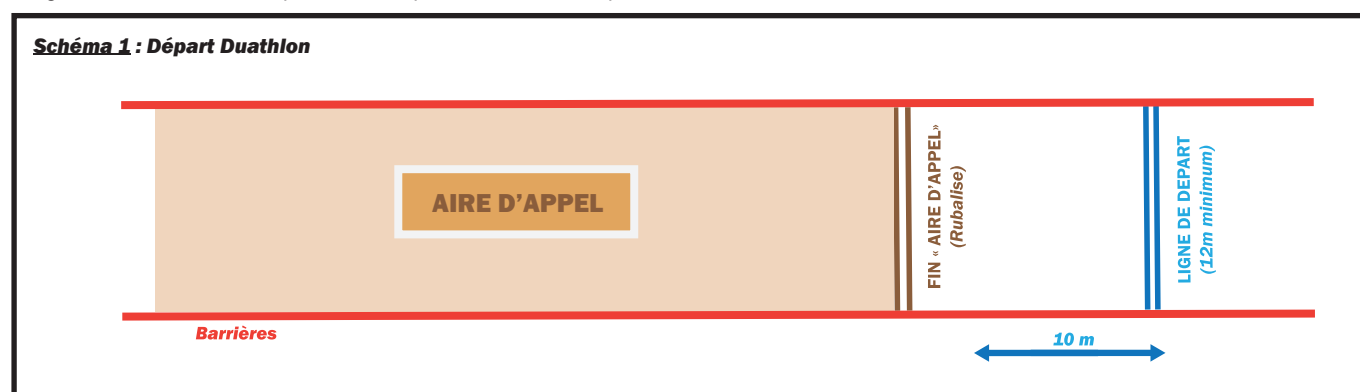 Schéma 1 : Départ Duathlon
AIRE D’APPEL
FIN « AIRE D’APPEL»
(Rubalise)
LIGNE DE DEPART
(12m minimum)
Barrières
10 m